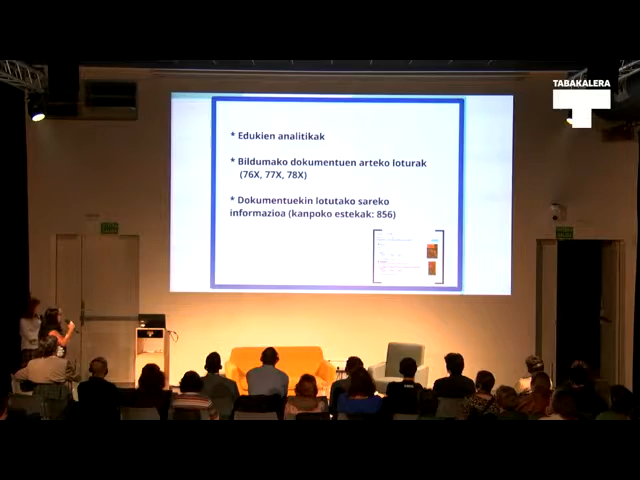 TABAKALERA
* Edukien analitikak
* Bildumako dokumentuen arteko loturak
(76X, 77X, 78X)
* Dokumentuekin lotutako sareko
informazioa (kanpoko estekak: 856)